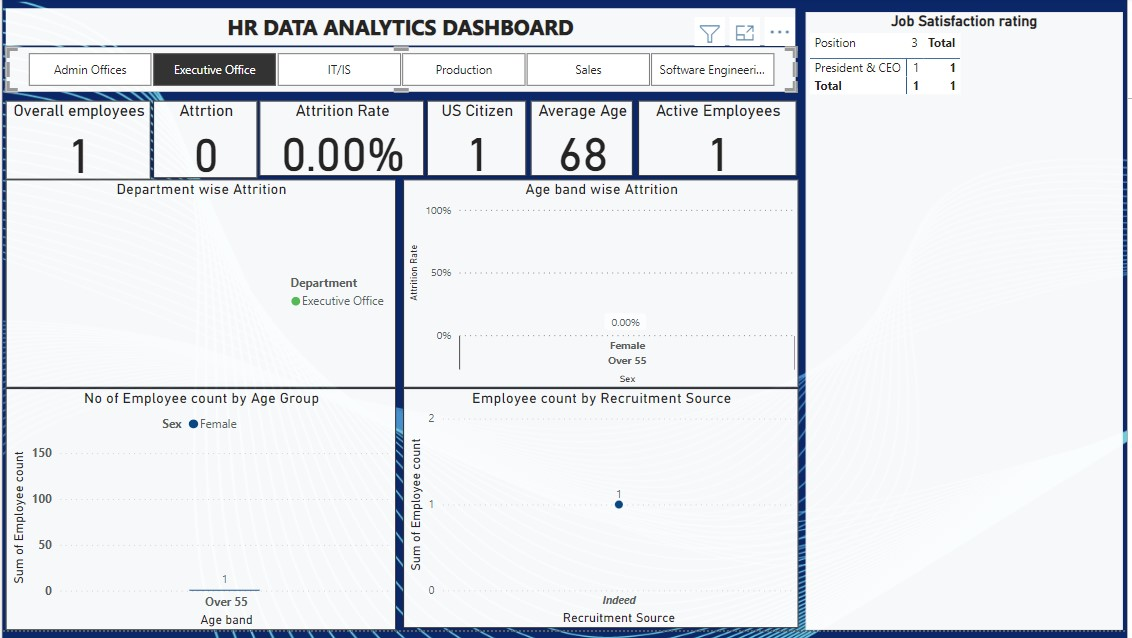 HR DATA ANALYTICS DASHBOARD
Admin Offices Executive Office IT/IS Production Sales Software Engineeri...
Overall employees Attrtion Attrition Rate US Citizen Average Age Active Employees
1 0 0.00% 1 68 1
Department wise Attrition
Department
Executive Office
Age band wise Attrition
Attrition Rate
100%
50%
0%
0.00%
Female
Over 55
Sex
No of Employee count by Age Group
Sex Female
Sum of Employee count
150
100
50
0
1
Over 55
Age band
Employee count by Recruitment Source
Sum of Employee count
2
1
0
1
Indeed
Recruitment Source
Job Satisfaction rating
Position 3 Total
President & CEO 1 1
Total 1 1